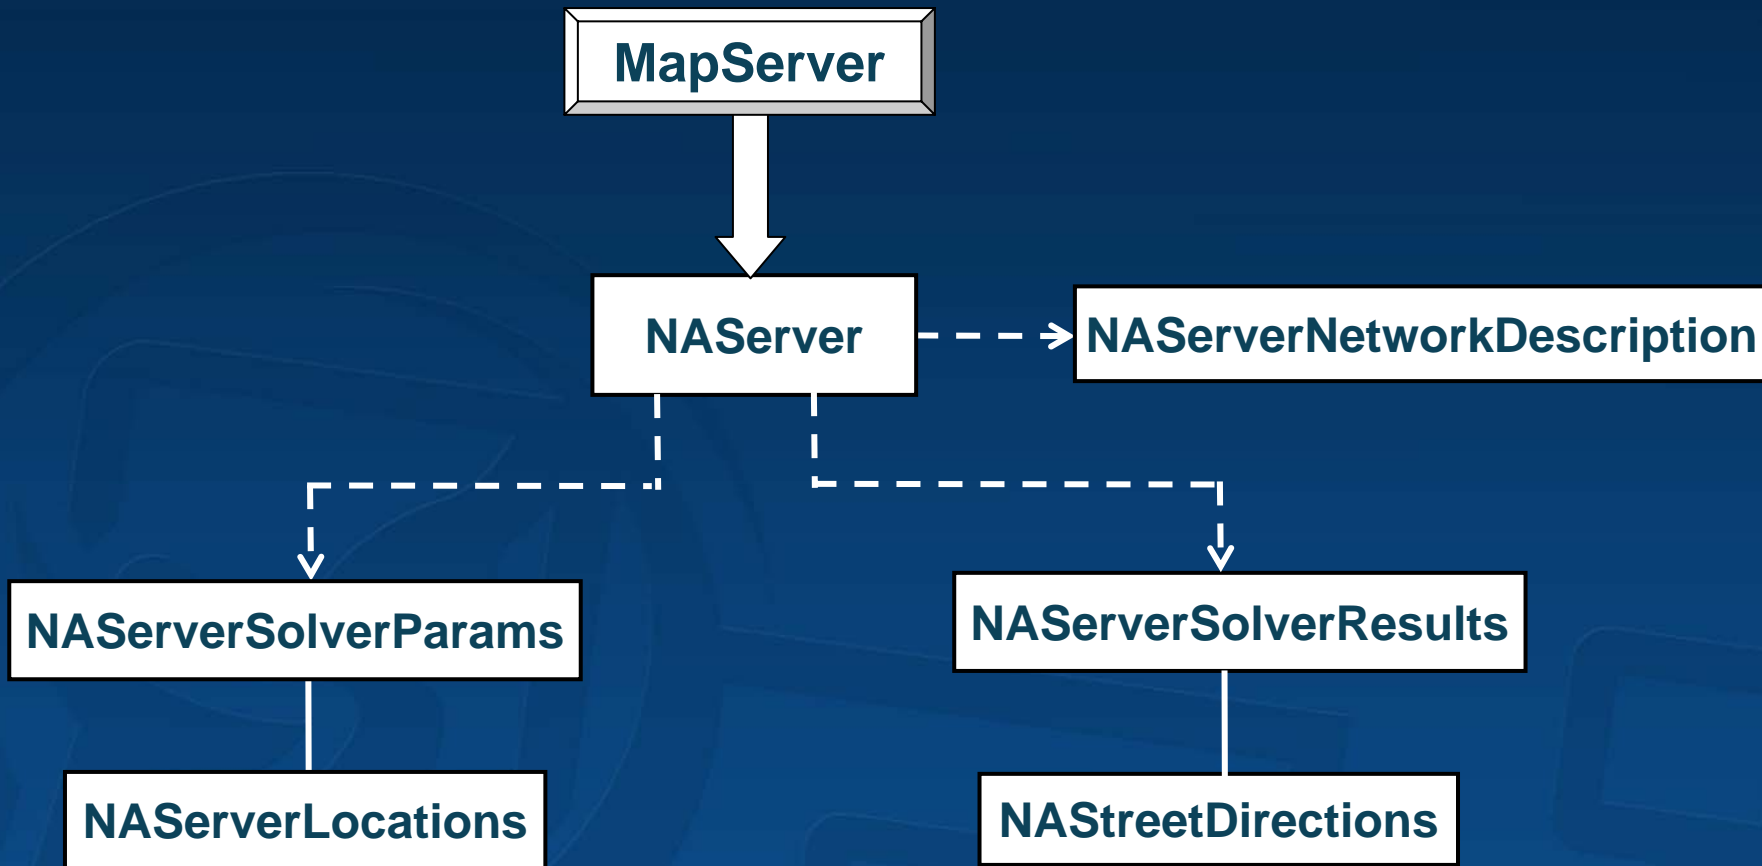 MapServer
NAServer
NAServerNetworkDescription
NAServerSolverParams
NAServerSolverResults
NAServerLocations
NAStreetDirections